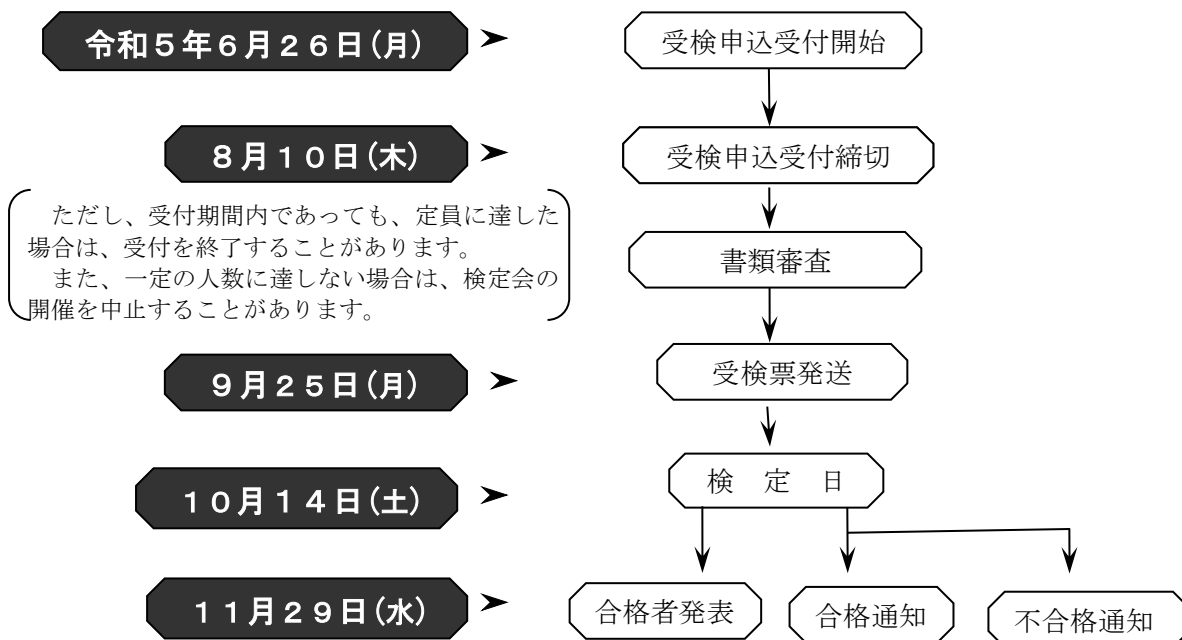 令和５年６月２６日(月)
受検申込受付開始
８月１０日(木)
受検申込受付締切
ただし、受付期間内であっても、定員に達した
場合は、受付を終了することがあります。
また、一定の人数に達しない場合は、検定会の
開催を中止することがあります。
書類審査
９月２５日(月)
受検票発送
１０月１４日(土)
検　定　日
１１月２９日(水)
合格者発表
合格通知
不合格通知